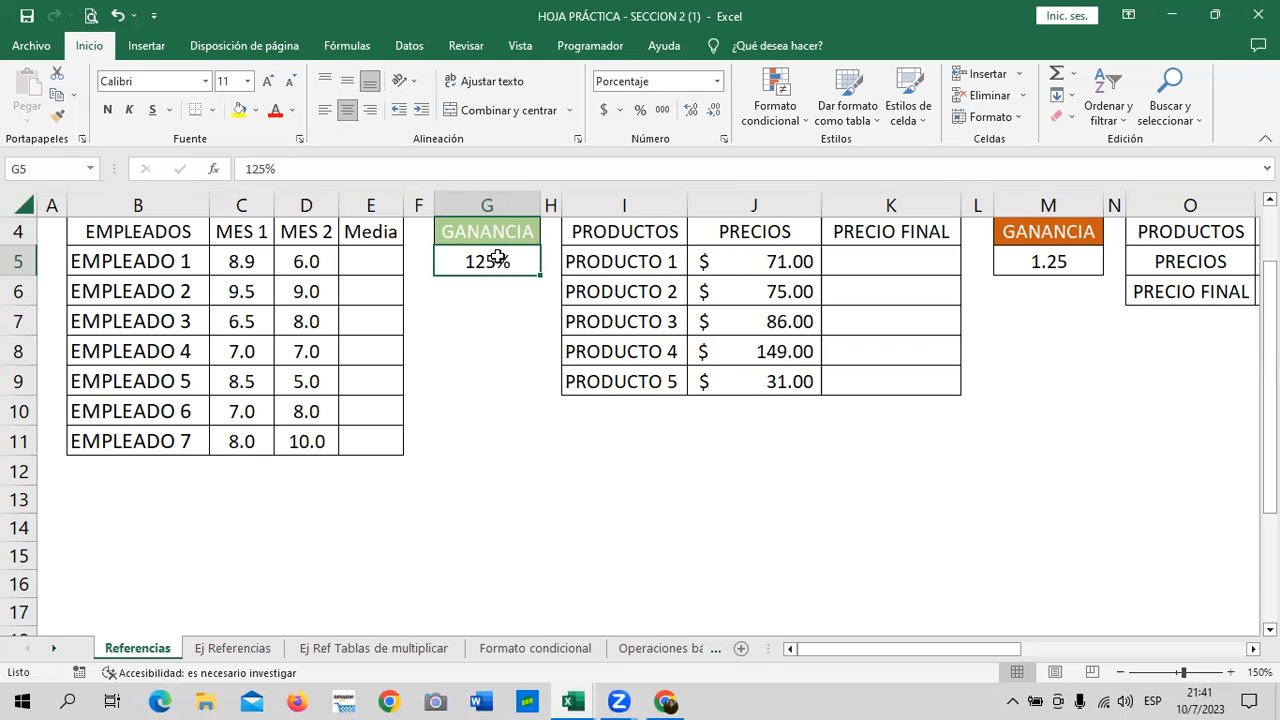 HOJA PRÁCTICA - SECCION 2 (1) - Excel
Inic. ses.
Archivo Inicio Insertar Disposición de página Fórmulas Datos Revisar Vista Programador Ayuda ¿Qué desea hacer?
Pegar
Calibri 11
N K S
Ajustar texto
Combinar y centrar
Porcentaje
$ % 000
Formato condicional
Dar formato como tabla
Estilos de celda
Insertar
Eliminar
Formato
Ordenar y filtrar
Buscar y seleccionar
Portapapeles Fuente Alineación Número Estilos Celdas Edición
G5 fx 125%
A B C D E F G H I J K L M N O
4 EMPLEADOS MES 1 MES 2 Media GANANCIA PRODUCTOS PRECIOS PRECIO FINAL GANANCIA PRODUCTOS
5 EMPLEADO 1 8.9 6.0 125% PRODUCTO 1 $ 71.00 1.25 PRECIOS
6 EMPLEADO 2 9.5 9.0 PRODUCTO 2 $ 75.00 PRECIO FINAL
7 EMPLEADO 3 6.5 8.0 PRODUCTO 3 $ 86.00
8 EMPLEADO 4 7.0 7.0 PRODUCTO 4 $ 149.00
9 EMPLEADO 5 8.5 5.0 PRODUCTO 5 $ 31.00
10 EMPLEADO 6 7.0 8.0
11 EMPLEADO 7 8.0 10.0
12
13
14
15
16
17
Referencias Ej Referencias Ej Ref Tablas de multiplicar Formato condicional Operaciones bá ...
Listo Accesibilidad: es necesario investigar 150%
amazon
ESP
21:41
10/7/2023